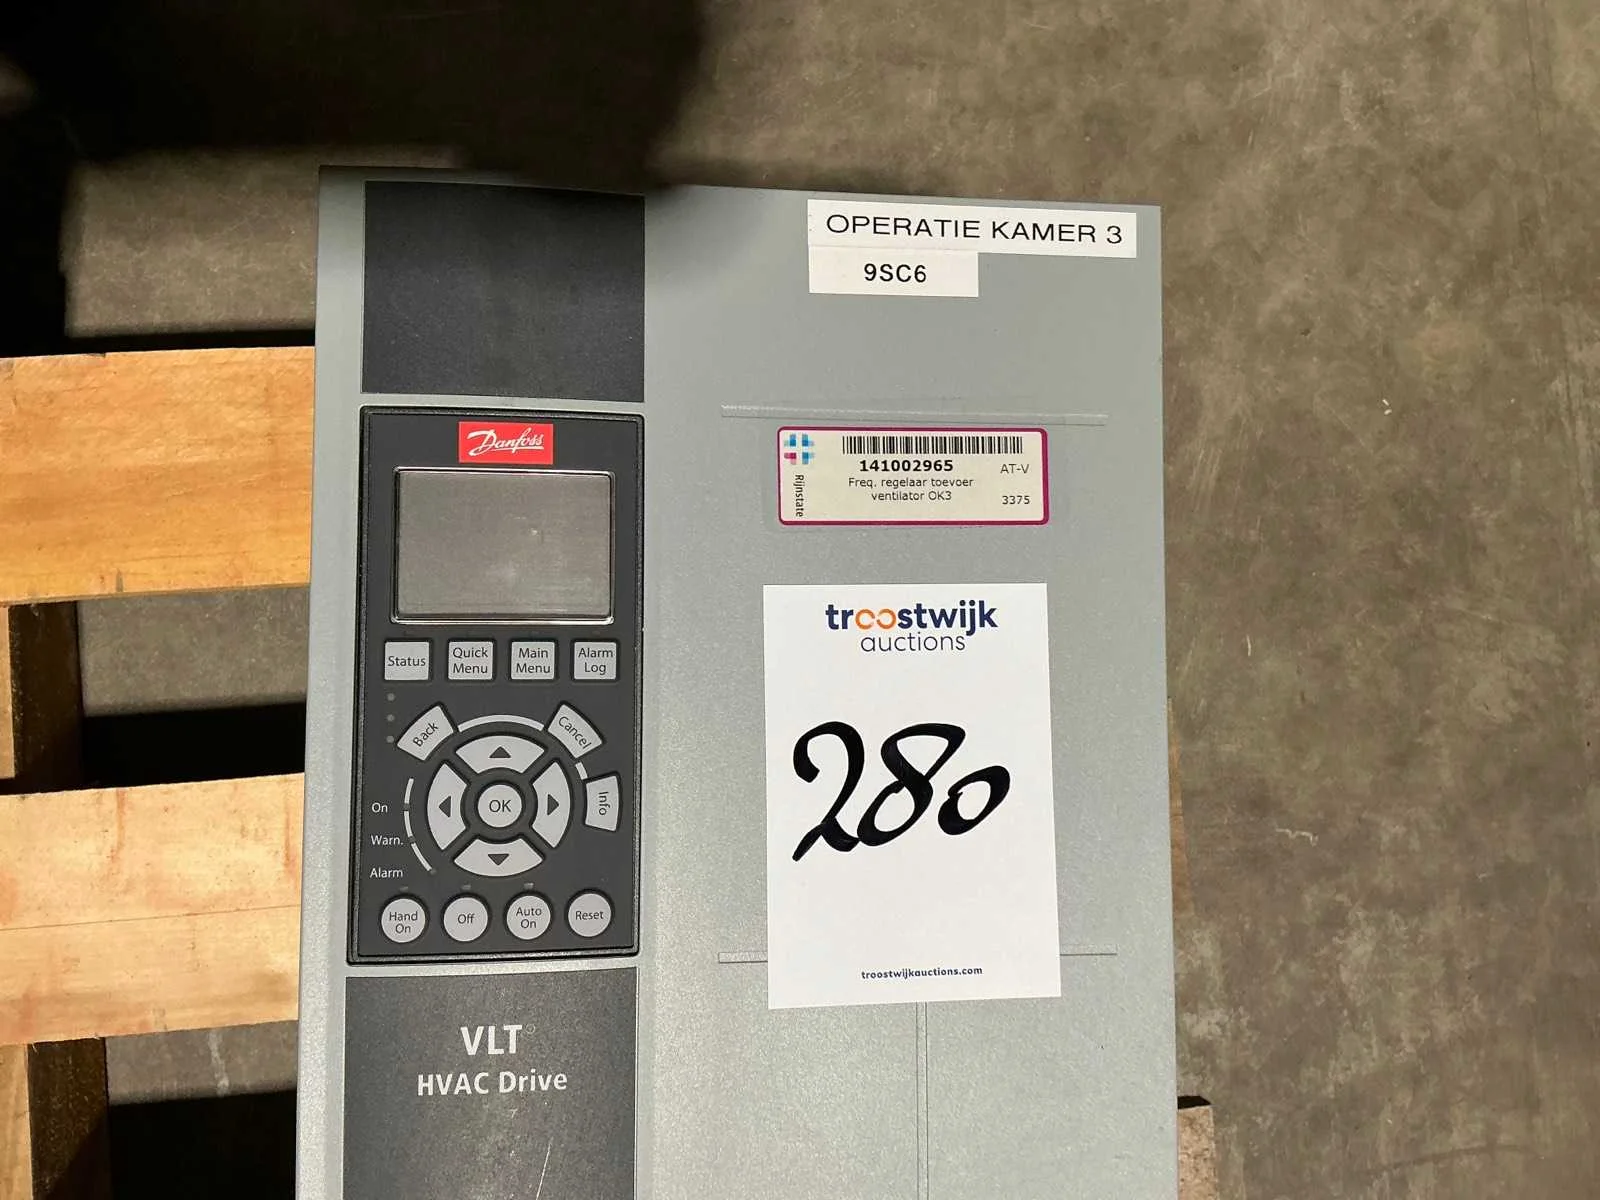 OPERATIE KAMER 3
9SC6
Danfoss
141002965
AT-V
Freq. regelaar toevoer
ventilator OK3
3375
Rijnstate
troostwijk
auctions
280
troostwijkauctions.com
Status
Quick
Menu
Main
Menu
Alarm
Log
Back
Cancel
Info
OK
On
Warn.
Alarm
Hand
On
Off
Auto
On
Reset
VLT®
HVAC Drive